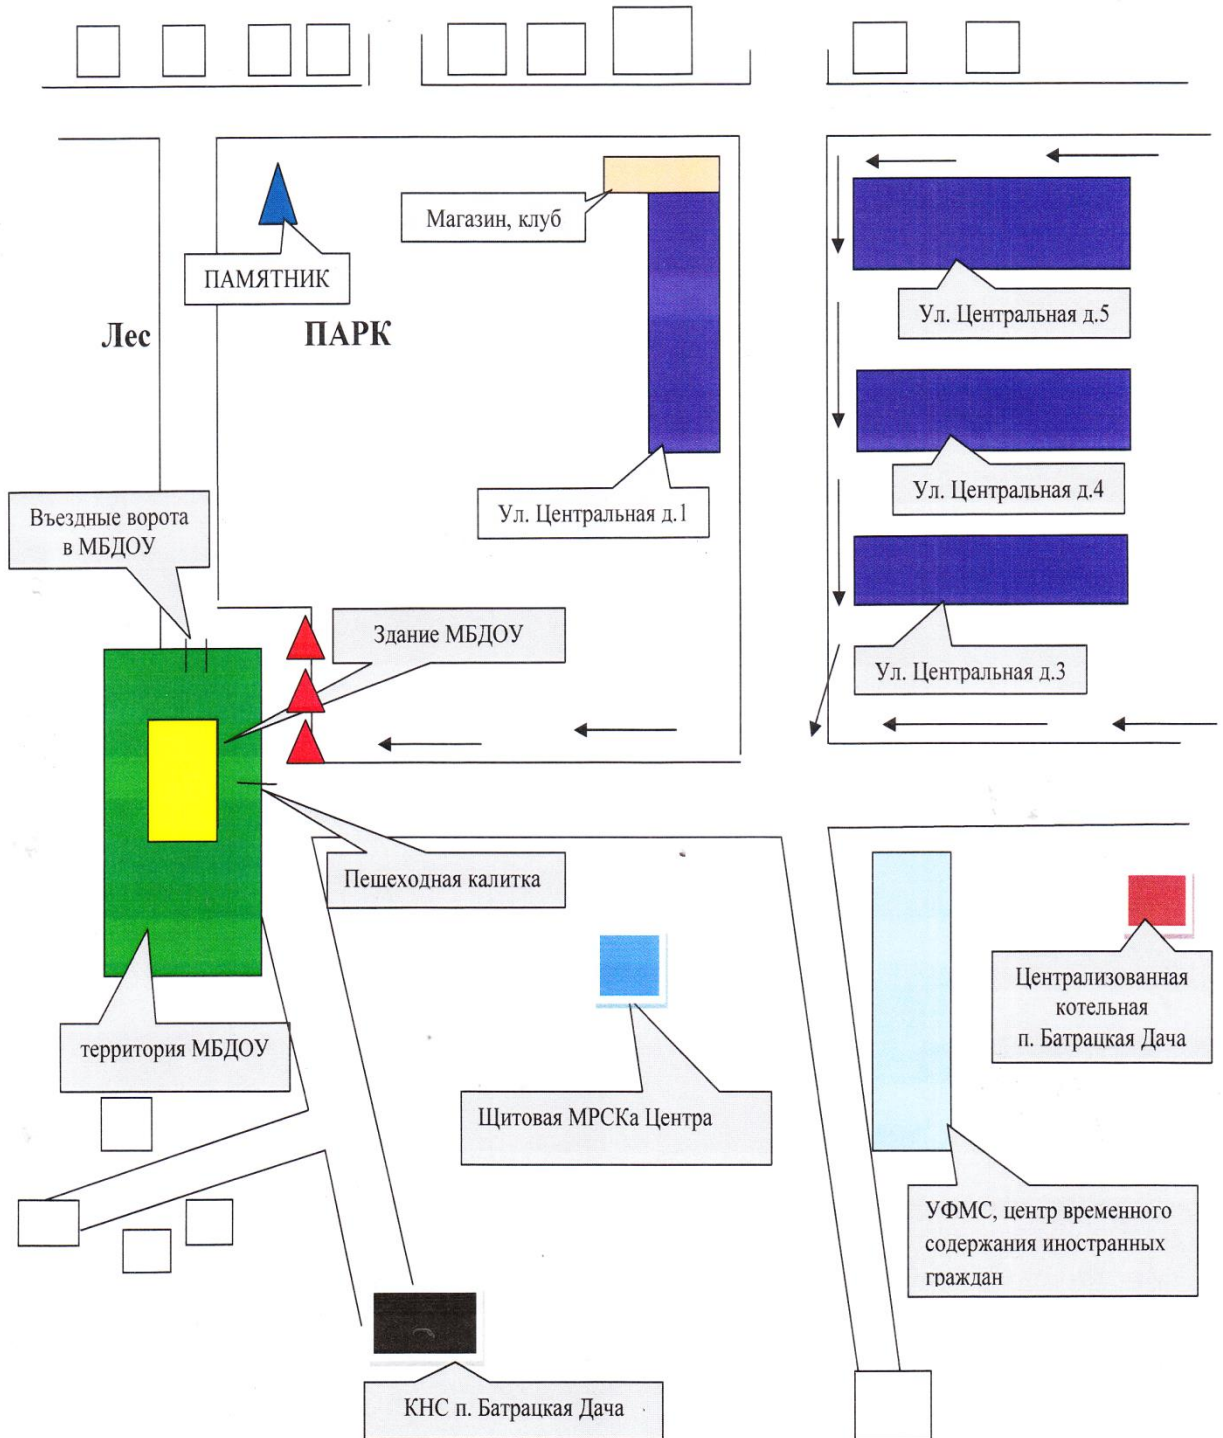 Магазин, клуб
ПАМЯТНИК
Ул. Центральная д.5
Лес
ПАРК
Ул. Центральная д.4
Въездные ворота
в МБДОУ
Ул. Центральная д.1
Здание МБДОУ
Ул. Центральная д.3
Пешеходная калитка
Централизованная
котельная
п. Батрацкая Дача
территория МБДОУ
Щитовая МРСКа Центра
УФМС, центр временного
содержания иностранных
граждан
КНС п. Батрацкая Дача